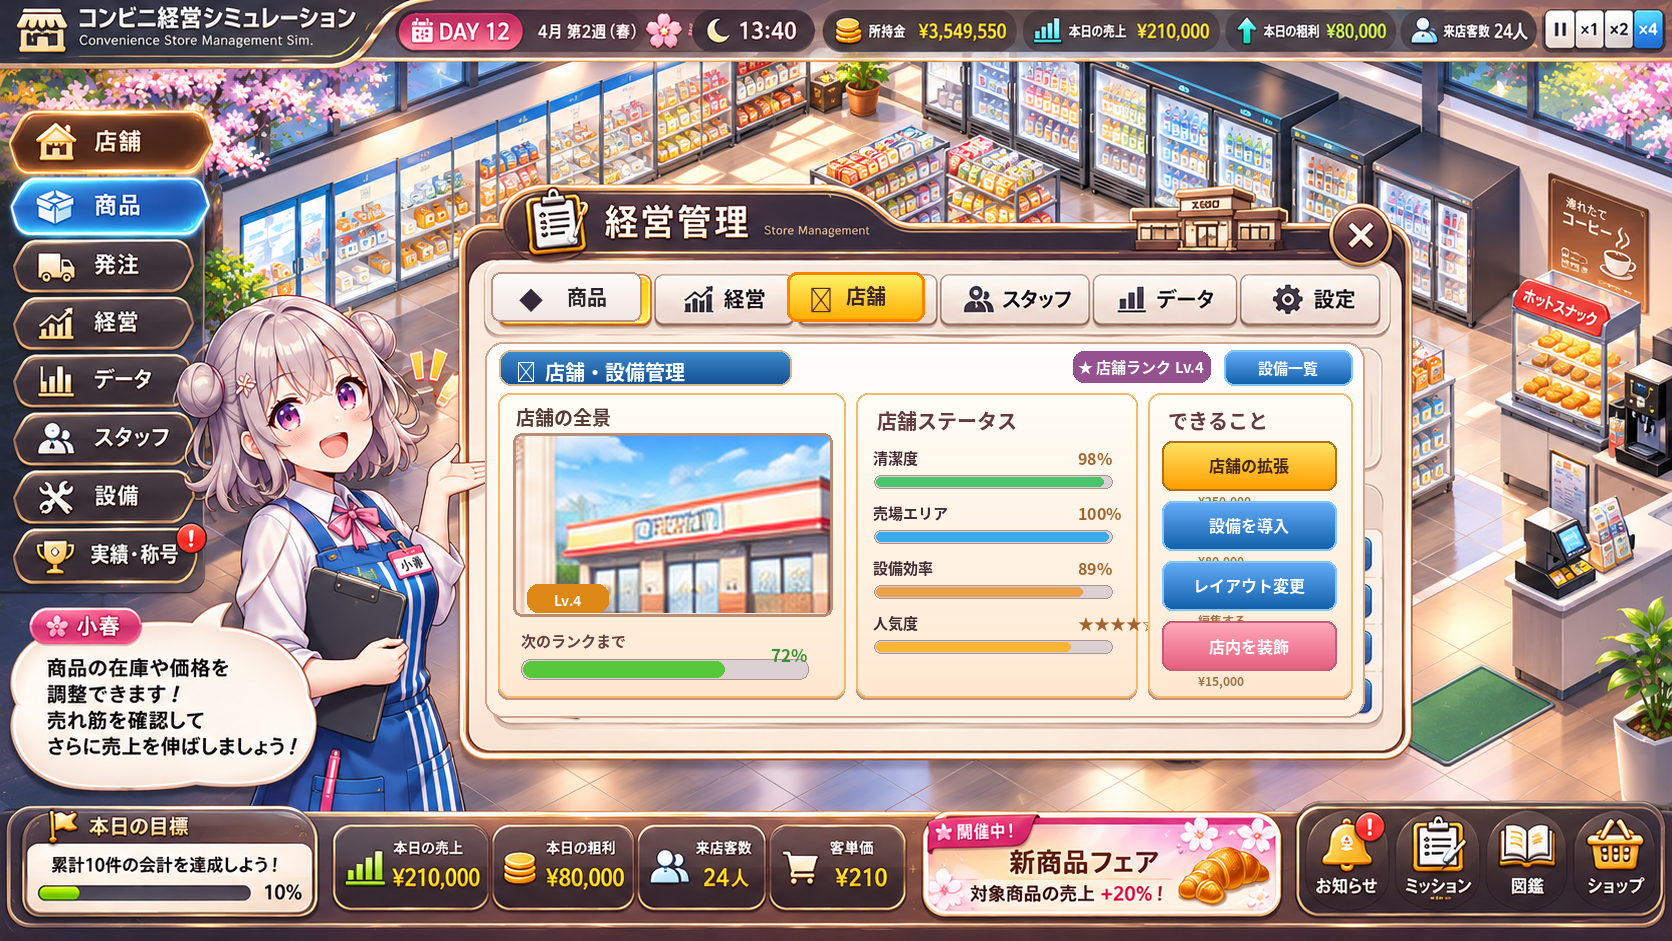 コンビニ経営シミュレーション
Convenience Store Management Sim.
DAY 12
4月 第2週 (春)
13:40
所持金 ¥3,549,550
本日の売上 ¥210,000
本日の粗利 ¥80,000
来店客数 24人
×1
×2
×4
店舗
商品
発注
経営
データ
スタッフ
設備
実績・称号
!
経営管理
Store Management
商品
経営
店舗
スタッフ
データ
設定
店舗・設備管理
★ 店舗ランク Lv.4
設備一覧
店舗の全景
Lv.4
次のランクまで
72%
店舗ステータス
清潔度 98%
売場エリア 100%
設備効率 89%
人気度 ★★★★
できること
店舗の拡張
設備を導入
レイアウト変更
編集する
店内を装飾
¥15,000
淹れたて
コーヒー
ホットスナック
小春
小春
商品の在庫や価格を
調整できます!
売れ筋を確認して
さらに売上を伸ばしましょう!
本日の目標
累計10件の会計を達成しよう!
10%
本日の売上
¥210,000
本日の粗利
¥80,000
来店客数
24人
客単価
¥210
開催中!
新商品フェア
対象商品の売上 +20%!
!
お知らせ
ミッション
図鑑
ショップ